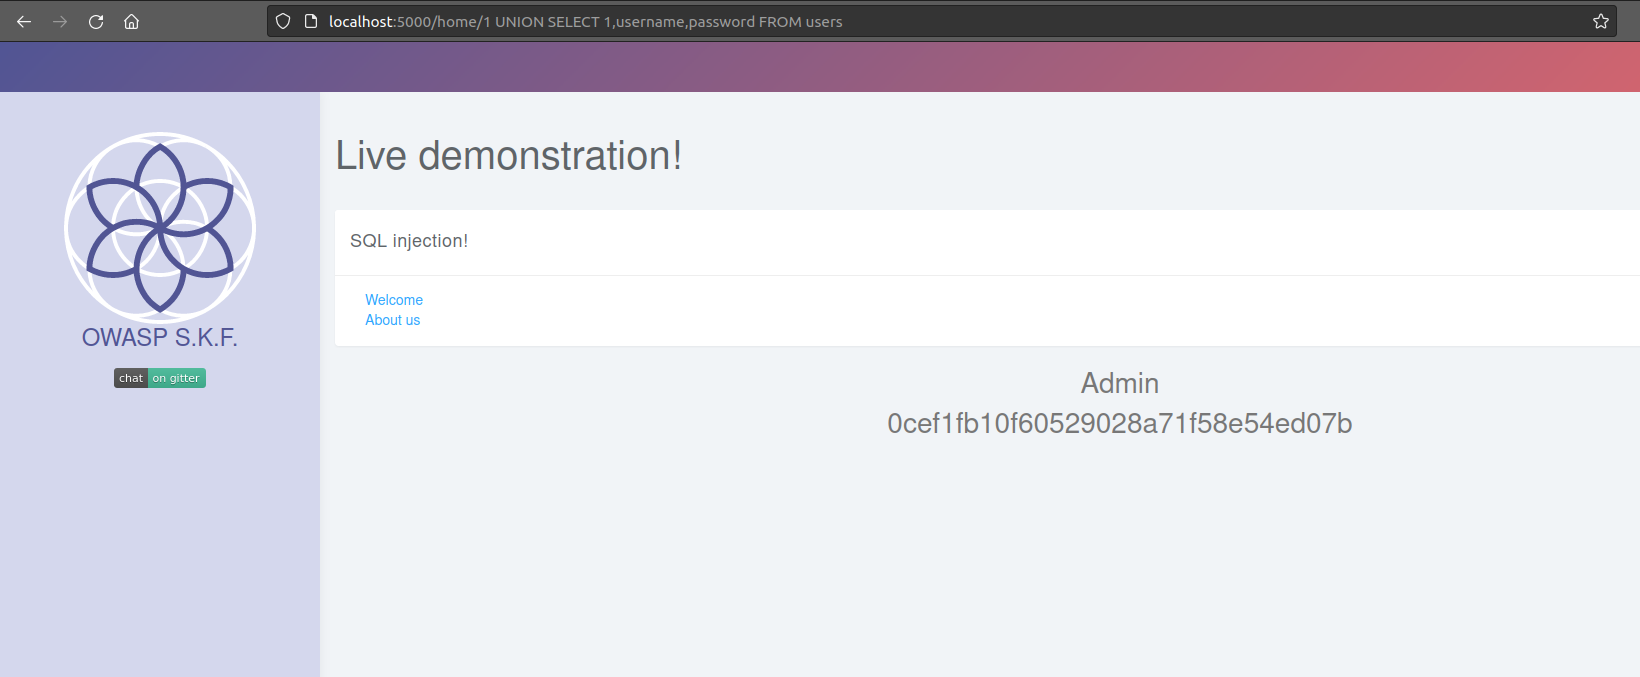 localhost:5000/home/1 UNION SELECT 1,username,password FROM users
OWASP S.K.F.
chat on gitter
Live demonstration!
SQL injection!
Welcome
About us
Admin
0cef1fb10f60529028a71f58e54ed07b